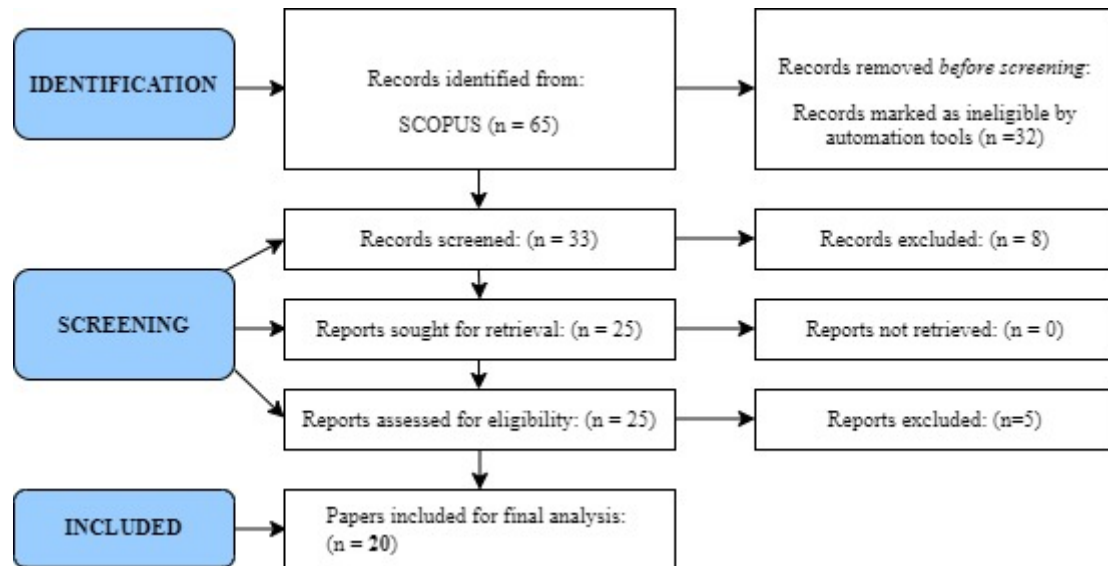 IDENTIFICATION
Records identified from:
SCOPUS (n = 65)
Records removed before screening:
Records marked as ineligible by
automation tools (n =32)
SCREENING
Records screened: (n = 33)
Records excluded: (n = 8)
Reports sought for retrieval: (n = 25)
Reports not retrieved: (n = 0)
Reports assessed for eligibility: (n = 25)
Reports excluded: (n=5)
INCLUDED
Papers included for final analysis:
(n = 20)